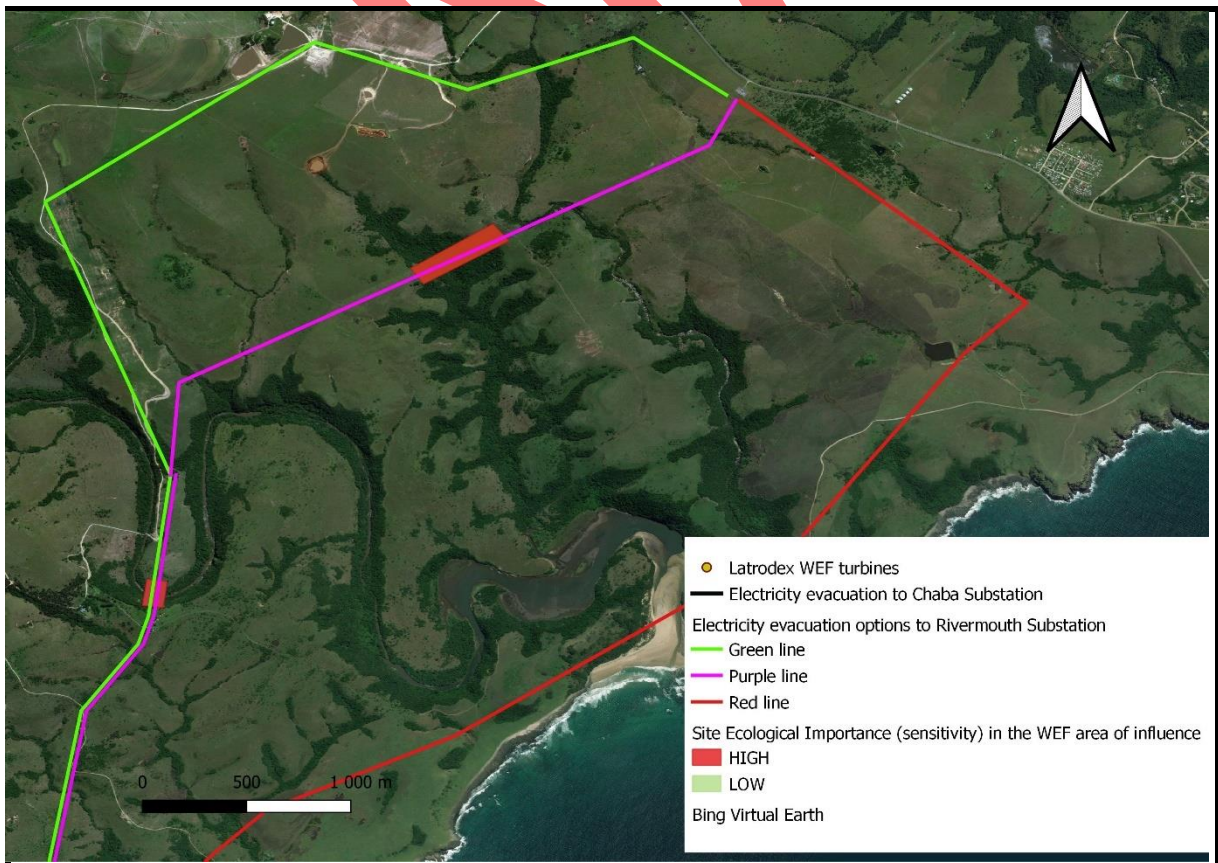 Latrodex WEF turbines
Electricity evacuation to Chaba Substation
Electricity evacuation options to Rivermouth Substation
Green line
Purple line
Red line
Site Ecological Importance (sensitivity) in the WEF area of influence
HIGH
LOW
Bing Virtual Earth
0 500 1 000 m